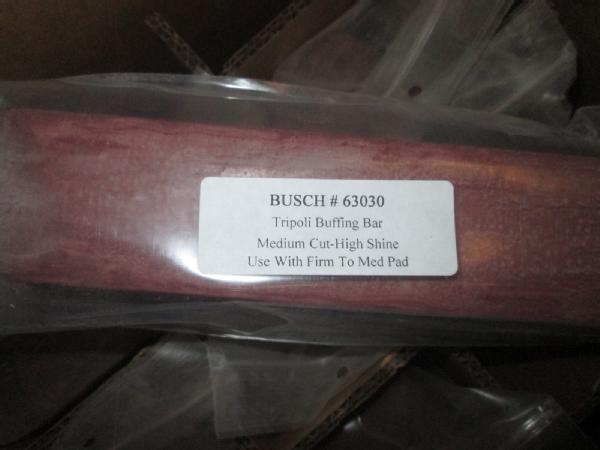 BUSCH # 63030
Tripoli Buffing Bar
Medium Cut-High Shine
Use With Firm To Med Pad